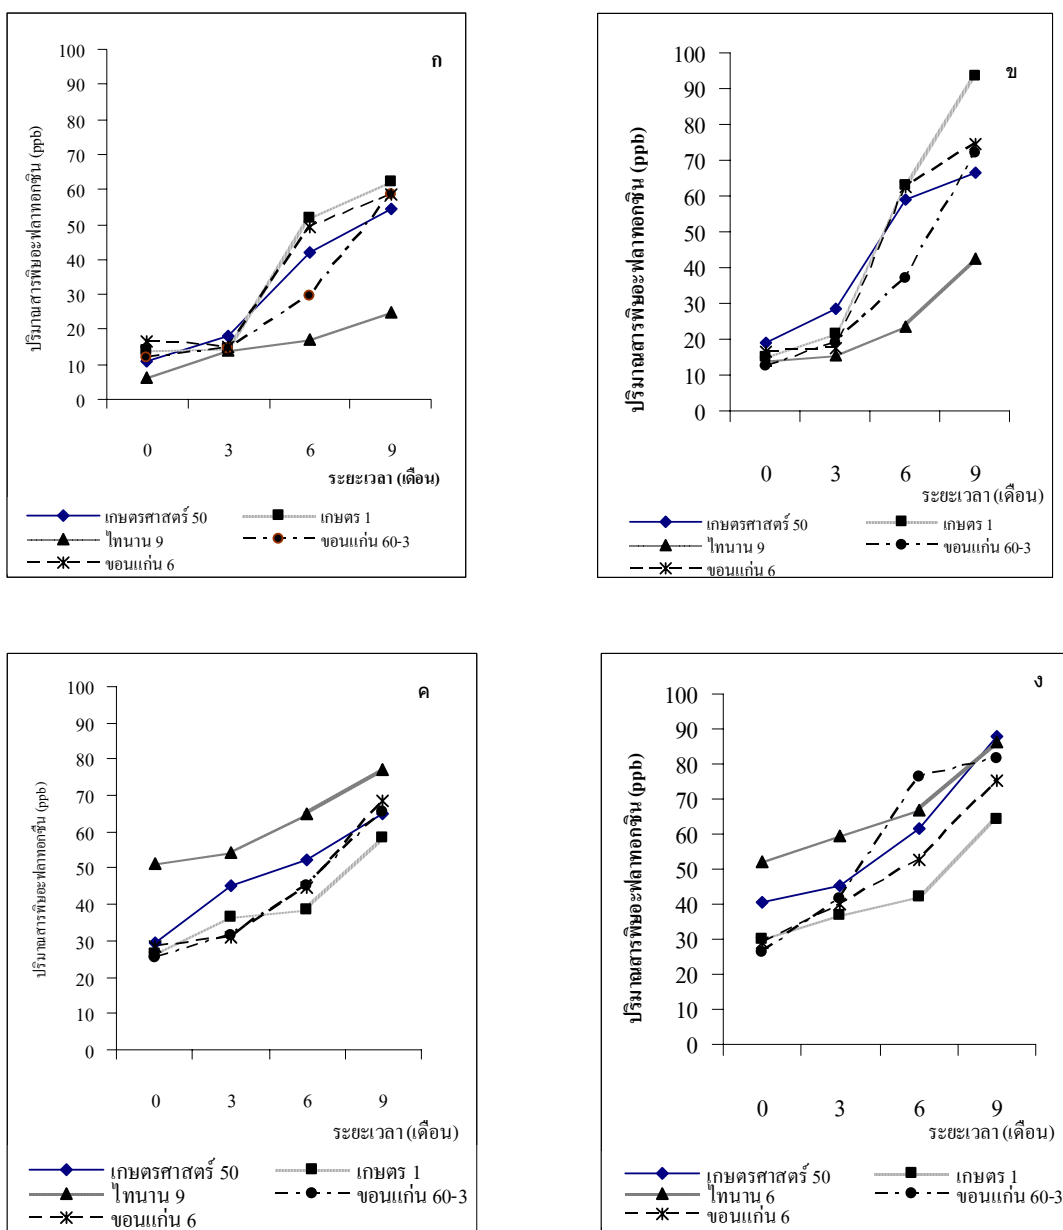 ก
ปริมาณสารพิษอะฟลาทอกซิน (ppb)
100
90
80
70
60
50
40
30
20
10
0
0 3 6 9
ระยะเวลา (เดือน)
เกษตรศาสตร์ 50 เกษตร 1
ไทนาน 9 ขอนแก่น 60-3
ขอนแก่น 6
ข
ปริมาณสารพิษอะฟลาทอกซิน (ppb)
100
90
80
70
60
50
40
30
20
10
0
0 3 6 9
ระยะเวลา (เดือน)
เกษตรศาสตร์ 50 เกษตร 1
ไทนาน 9 ขอนแก่น 60-3
ขอนแก่น 6
ค
ปริมาณสารพิษอะฟลาทอกซิน (ppb)
100
90
80
70
60
50
40
30
20
10
0
0 3 6 9
ระยะเวลา (เดือน)
เกษตรศาสตร์ 50 เกษตร 1
ไทนาน 9 ขอนแก่น 60-3
ขอนแก่น 6
ง
ปริมาณสารพิษอะฟลาทอกซิน (ppb)
100
90
80
70
60
50
40
30
20
10
0
0 3 6 9
ระยะเวลา (เดือน)
เกษตรศาสตร์ 50 เกษตร 1
ไทนาน 6 ขอนแก่น 60-3
ขอนแก่น 6